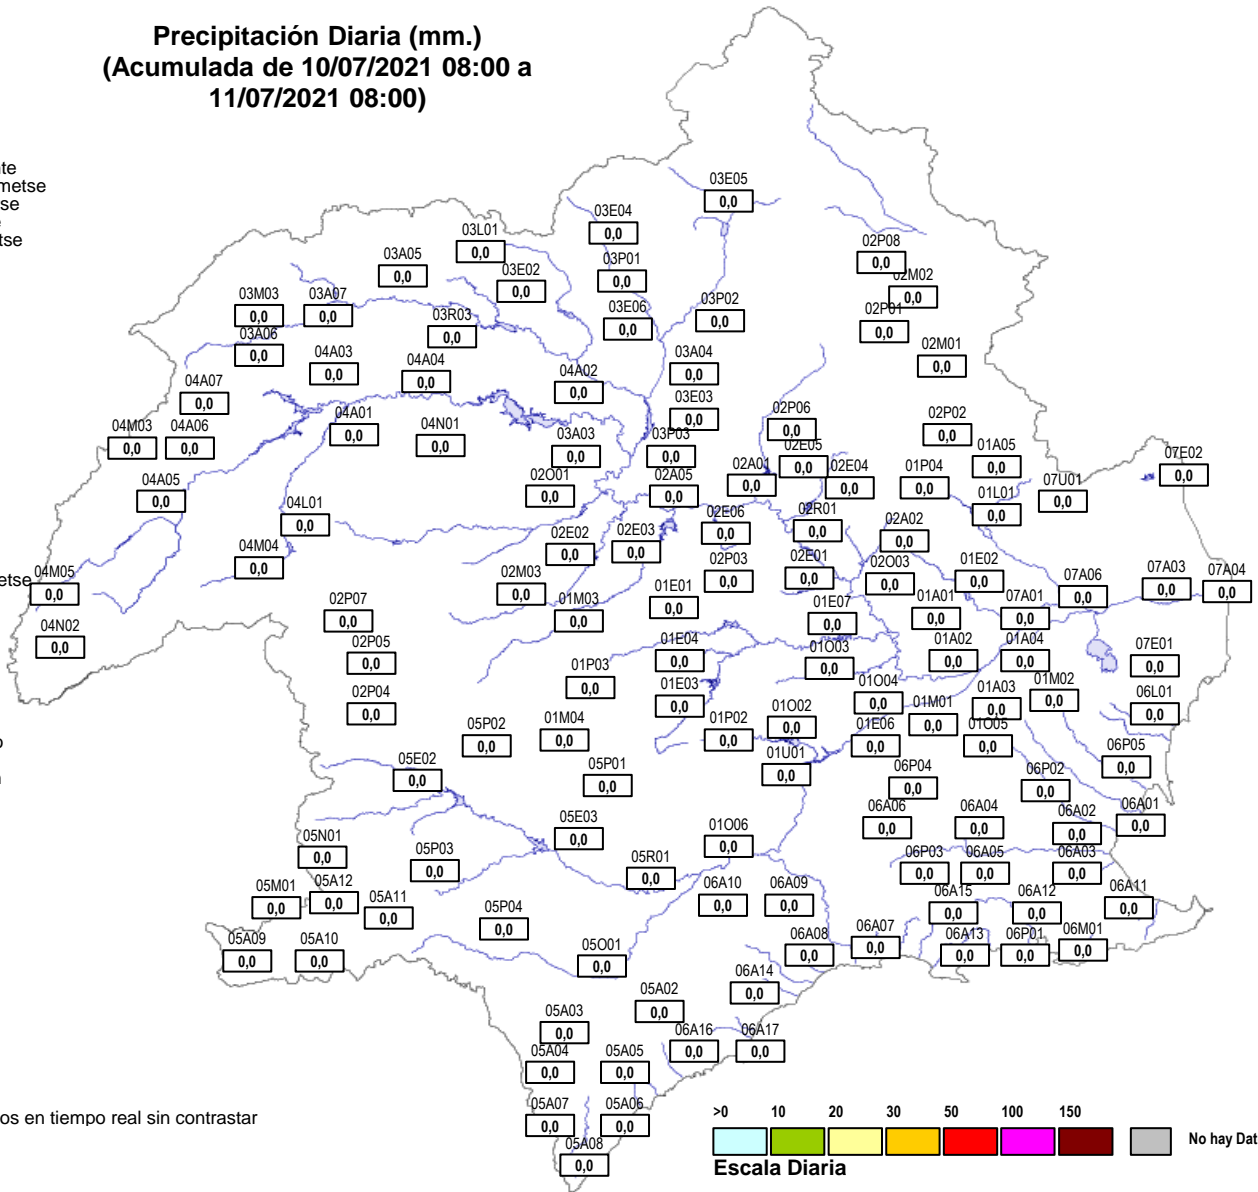 Precipitación Diaria (mm.)
(Acumulada de 10/07/2021 08:00 a
11/07/2021 08:00)
03E05
0,0
03E04
0,0
03L01
0,0
03A05
0,0
03P01
0,0
03E02
0,0
02P08
0,0
02M02
0,0
03M03
0,0
03A07
0,0
03R03
0,0
03E06
0,0
03P02
0,0
02P01
0,0
03A06
0,0
04A03
0,0
04A04
0,0
04A02
0,0
03A04
0,0
02M01
0,0
04A07
0,0
03E03
0,0
04M03
0,0
04A06
0,0
04A01
0,0
04N01
0,0
03A03
0,0
03P03
0,0
02P06
0,0
02E05
0,0
02P02
0,0
01A05
0,0
07E02
0,0
04A05
0,0
02O01
0,0
02A05
0,0
02A01
0,0
02E04
0,0
01P04
0,0
01L01
0,0
07U01
0,0
04L01
0,0
02E06
0,0
02R01
0,0
02A02
0,0
04M04
0,0
02E02
0,0
02E03
0,0
metse
04M05
0,0
02M03
0,0
02P03
0,0
02E01
0,0
02O03
0,0
01E02
0,0
07A06
0,0
07A03
0,0
07A04
0,0
04N02
0,0
02P07
0,0
01M03
0,0
01E01
0,0
01E07
0,0
01A01
0,0
07A01
0,0
02P05
0,0
01E04
0,0
01O03
0,0
01A02
0,0
01A04
0,0
07E01
0,0
02P04
0,0
01P03
0,0
01E03
0,0
01O04
0,0
01M01
0,0
01A03
0,0
01M02
0,0
06L01
0,0
05P02
0,0
01M04
0,0
01P02
0,0
01O02
0,0
01E06
0,0
01O05
0,0
05E02
0,0
05P01
0,0
01U01
0,0
06P04
0,0
06P02
0,0
06P05
0,0
05E03
0,0
01O06
0,0
06A06
0,0
06A04
0,0
06A02
0,0
06A01
0,0
05N01
0,0
05P03
0,0
05R01
0,0
06P03
0,0
06A05
0,0
06A03
0,0
05M01
0,0
05A12
0,0
05A11
0,0
05P04
0,0
06A10
0,0
06A09
0,0
06A15
0,0
06A12
0,0
06A11
0,0
05A09
0,0
05A10
0,0
05O01
0,0
06A08
0,0
06A07
0,0
06A13
0,0
06P01
0,0
06M01
0,0
06A14
0,0
05A02
0,0
05A03
0,0
06A16
0,0
06A17
0,0
05A04
0,0
05A05
0,0
05A07
0,0
05A06
0,0
05A08
0,0
os en tiempo real sin contrastar
>0 10 20 30 50 100 150
No hay Dat
Escala Diaria